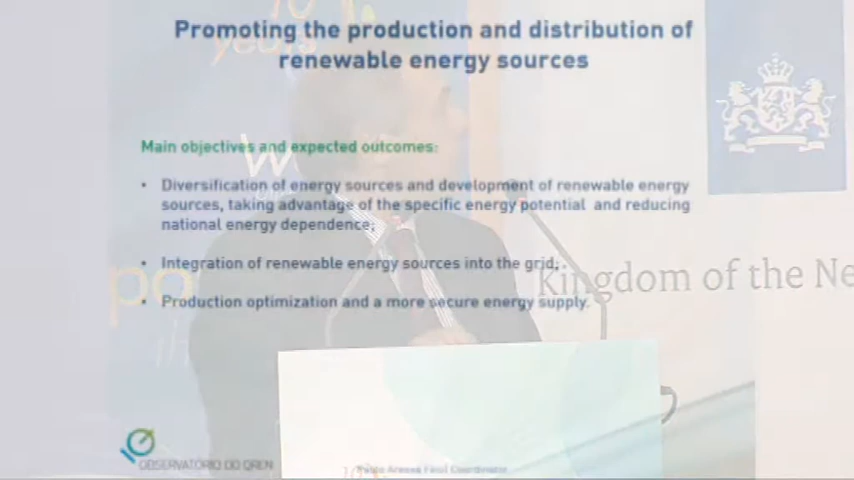 10
years
Promoting the production and distribution of
renewable energy sources
Main objectives and expected outcomes:
W
• Diversification of energy sources and development of renewable energy
sources, taking advantage of the specific energy potential and reducing
national energy dependence;
• Integration of renewable energy sources into the grid;
Kingdom of the Ne
po
• Production optimization and a more secure energy supply.
OBSERVATÓRIO DO QREN